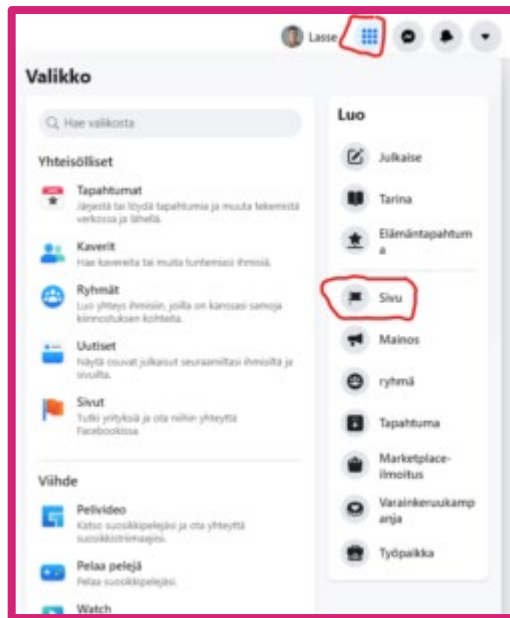 Lasse
Valikko
Hae valikosta
Yhteisölliset
Tapahtumat
Järjestä tai löydä tapahtumia ja muuta tekemistä
verkossa ja lähellä.
Kaverit
Hae kavereita tai muita tuntemiasi ihmisiä.
Ryhmät
Luo yhteys ihmisiin, joilla on kanssasi samoja
kiinnostuksen kohteita.
Uutiset
Näytä osuvat julkaisut seuraamiltasi ihmisiltä ja
sivuilta.
Sivut
Tutki yrityksiä ja ota niihin yhteyttä
Facebookissa.
Viihde
Pelivideo
Katso suosikkipelejäsi ja ota yhteyttä
suosikkistriimaajiisi.
Pelaa pelejä
Pelaa suosikkipelejäsi.
Watch
Luo
Julkaise
Tarina
Elämäntapahtum
a
Sivu
Mainos
ryhmä
Tapahtuma
Marketplace-
ilmoitus
Varainkeruukamp
anja
Työpaikka